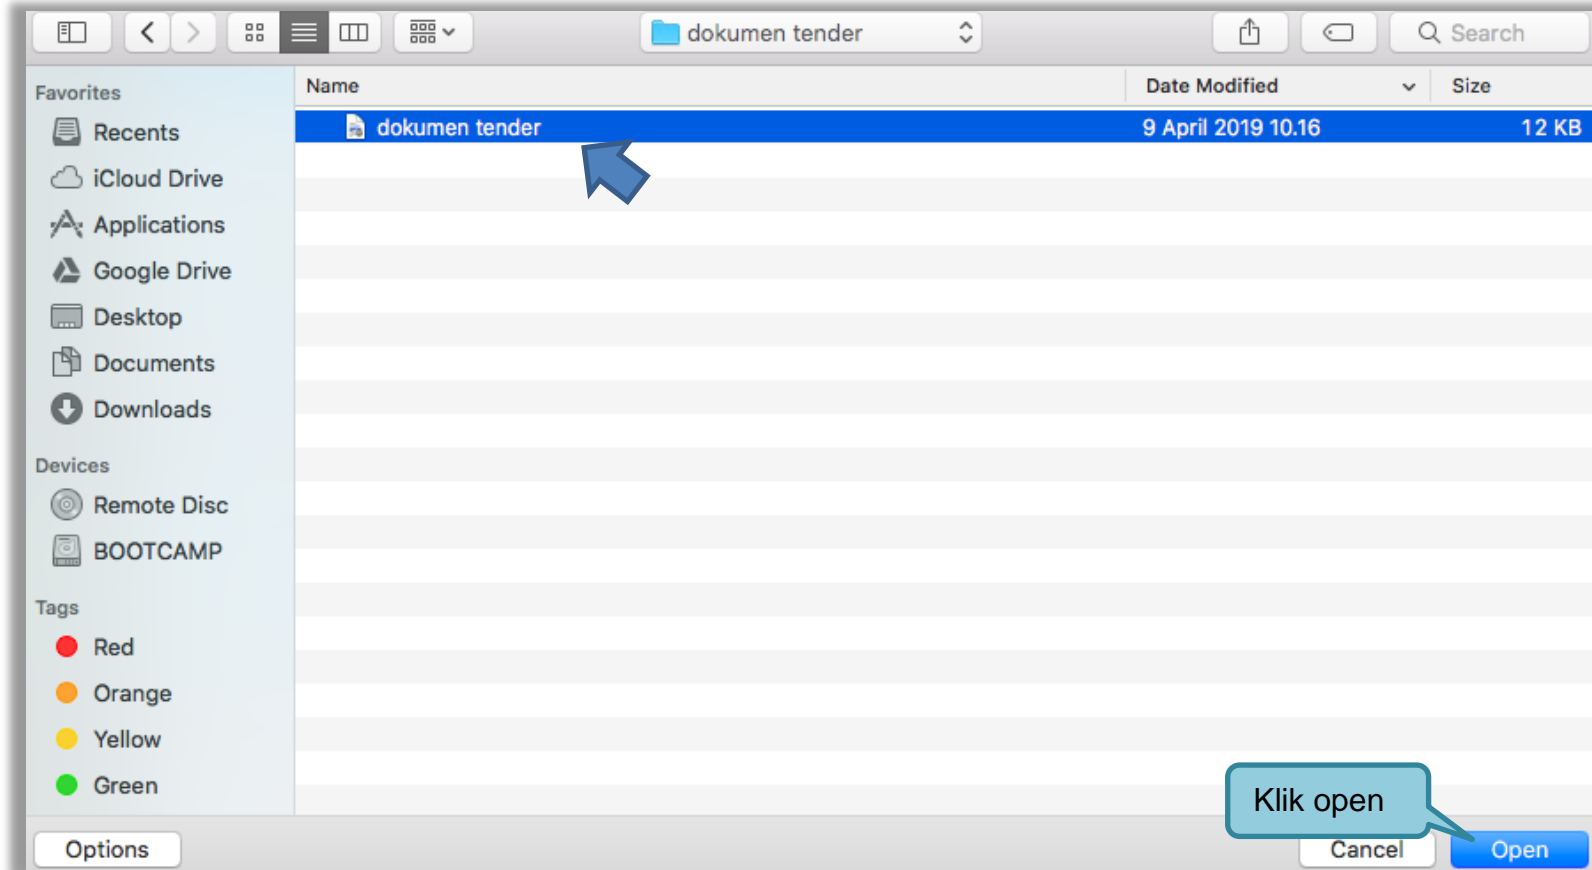 dokumen tender
Search
Favorites
Recents
iCloud Drive
Applications
Google Drive
Desktop
Documents
Downloads
Devices
Remote Disc
BOOTCAMP
Tags
Red
Orange
Yellow
Green
Name Date Modified Size
dokumen tender 9 April 2019 10.16 12 KB
Klik open
Options Cancel Open